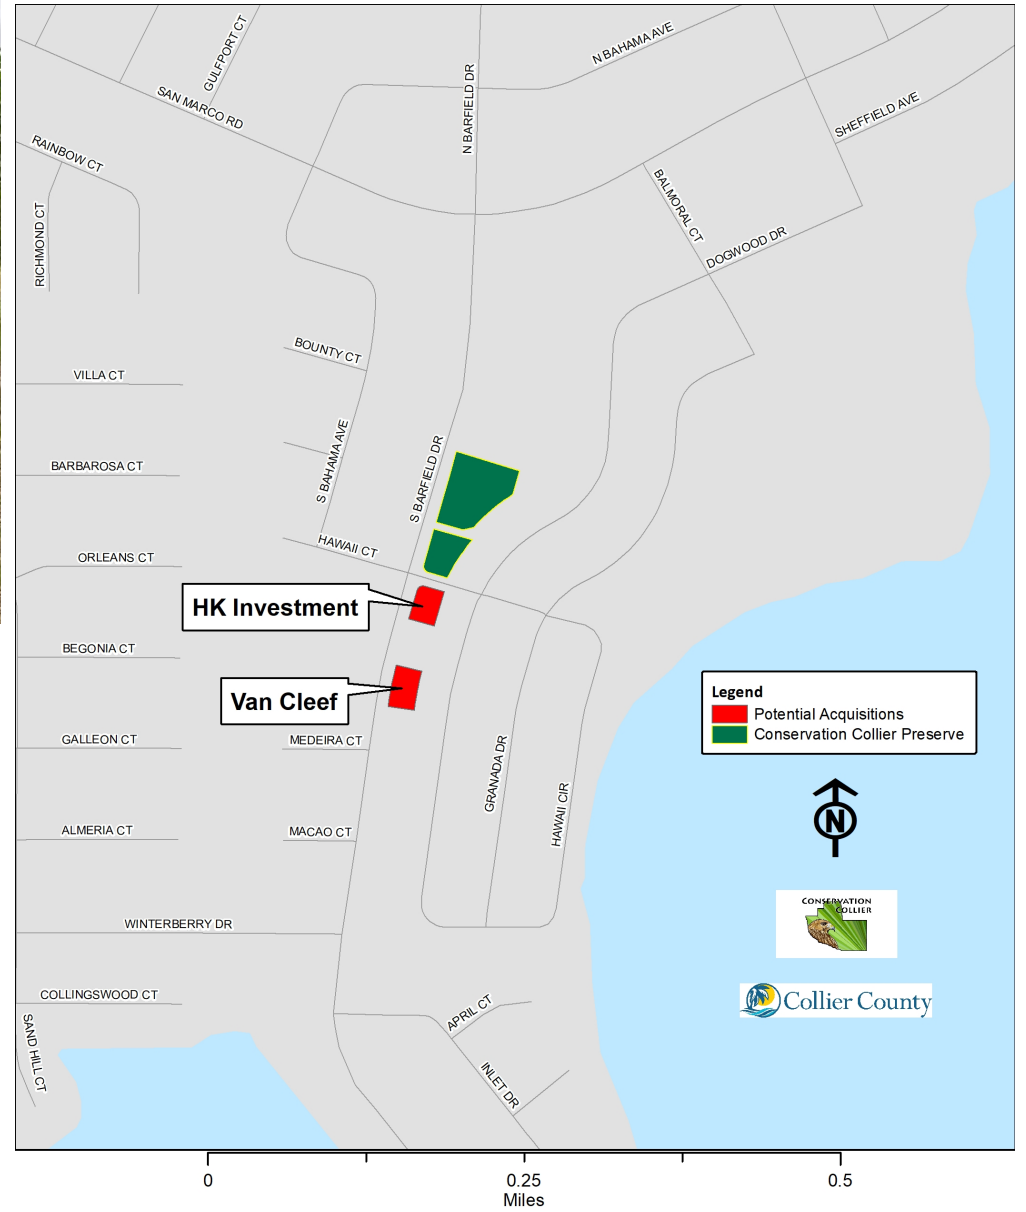 GULFPORT CT
N BAHAMA AVE
N BARFIELD DR
SAN MARCO RD
SHEFFIELD AVE
RAINBOW CT
BALMORAL CT
RICHMOND CT
DOGWOOD DR
BOUNTY CT
VILLA CT
S BAHAMA AVE
S BARFIELD DR
BARBAROSA CT
HAWAII CT
ORLEANS CT
HK Investment
BEGONIA CT
Van Cleef
Legend
Potential Acquisitions
Conservation Collier Preserve
GALLEON CT
MEDEIRA CT
GRANADA DR
HAWAII CIR
N
ALMERIA CT
MACAO CT
CONSERVATION
COLLIER
WINTERBERRY DR
COLLINGSWOOD CT
Collier County
APRIL CT
SAND HILL CT
INLET DR
0 0.25 0.5
Miles